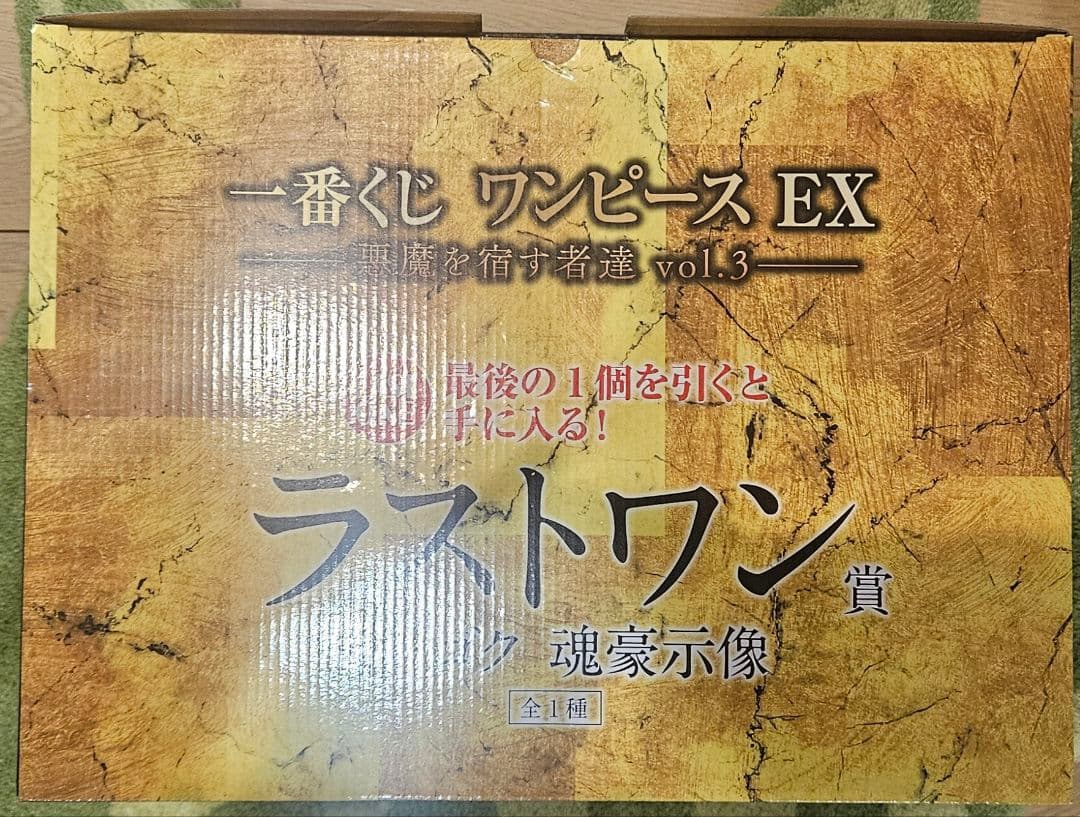 一番くじ ワンピース EX
悪魔を宿す者達 vol.3
最後の1個を引くと
手に入る!
ラストワン賞
魂豪示像
全1種